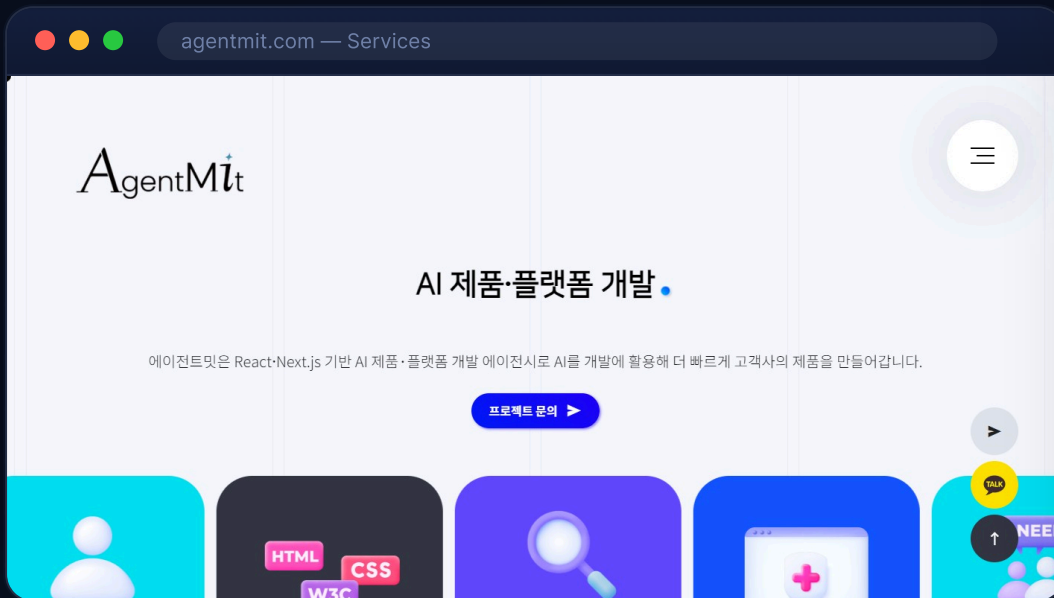 agentmit.com — Services
AgentMit
AI 제품·플랫폼 개발
에이전트밋은 React·Next.js 기반 AI 제품·플랫폼 개발 에이전시로 AI를 개발에 활용해 더 빠르게 고객사의 제품을 만들어갑니다.
프로젝트 문의
TALK
HTML
CSS
W3C